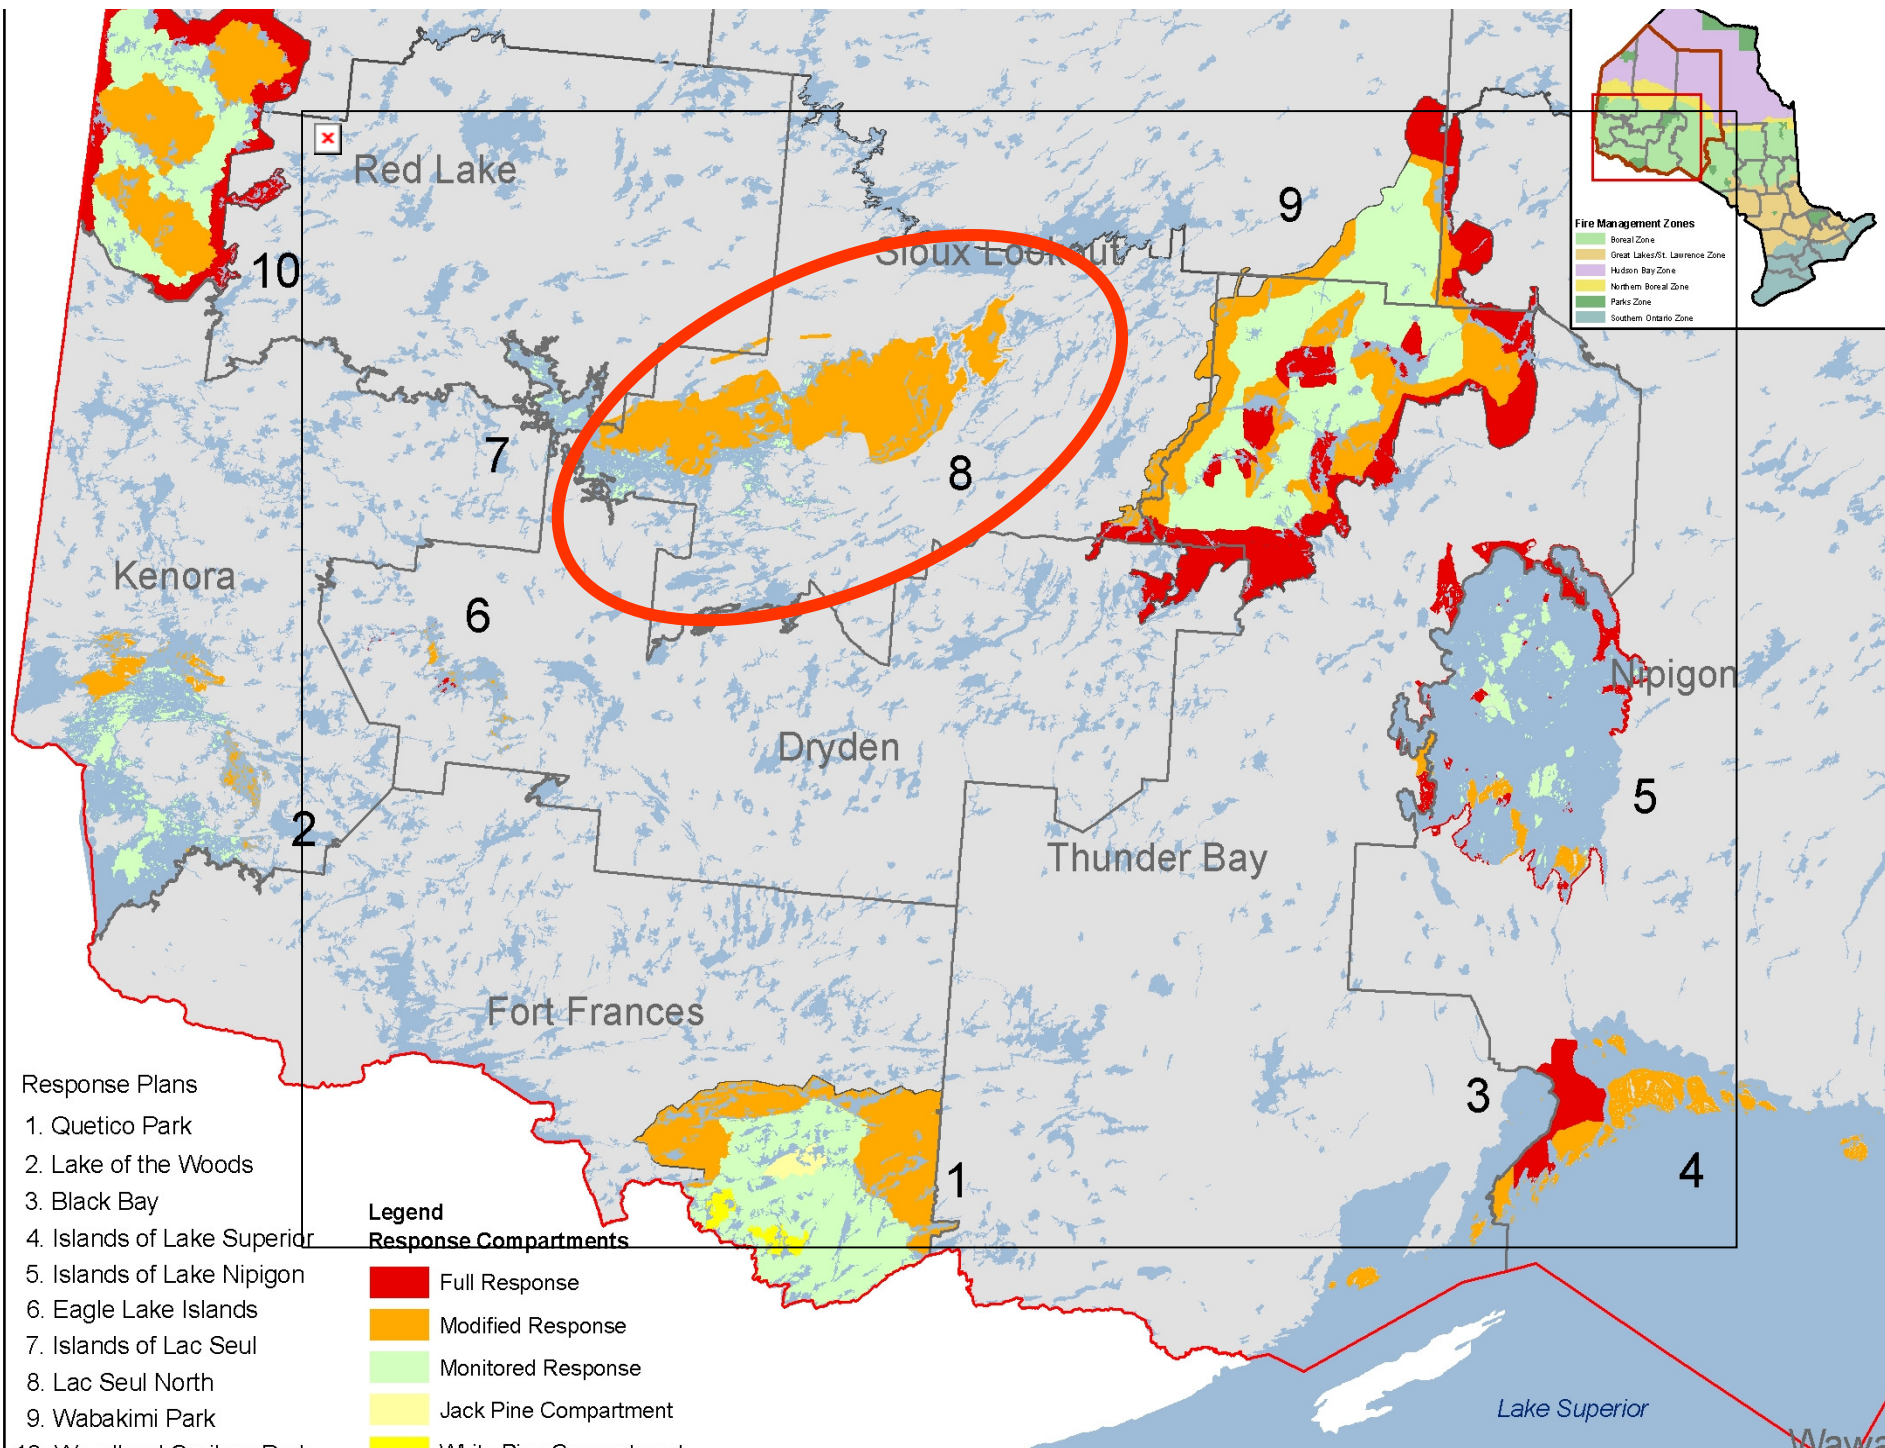 Red Lake
Sioux Lookout
9
10
7
8
Kenora
6
Nipigon
Dryden
2
5
Thunder Bay
Fort Frances
3
1
4
Lake Superior
Wawa
Fire Management Zones
Boreal Zone
Great Lakes/St. Lawrence Zone
Hudson Bay Zone
Northern Boreal Zone
Parks Zone
Southern Ontario Zone
Response Plans
1. Quetico Park
2. Lake of the Woods
3. Black Bay
4. Islands of Lake Superior
5. Islands of Lake Nipigon
6. Eagle Lake Islands
7. Islands of Lac Seul
8. Lac Seul North
9. Wabakimi Park
Legend
Response Compartments
Full Response
Modified Response
Monitored Response
Jack Pine Compartment